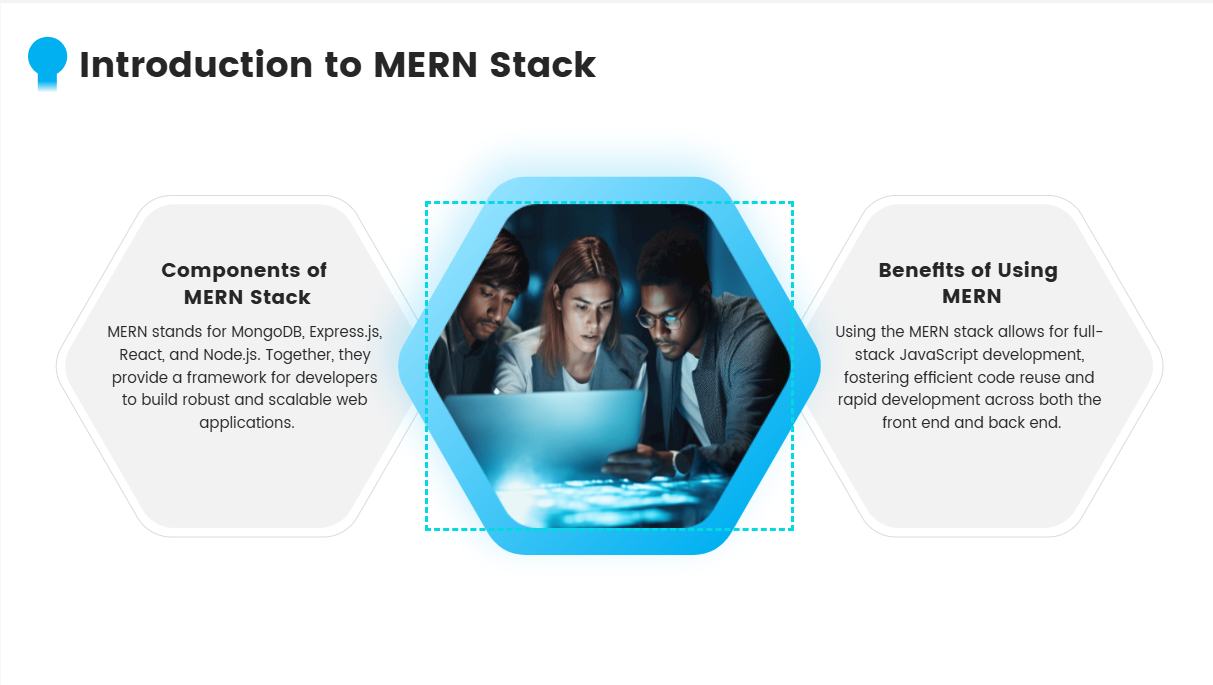 Introduction to MERN Stack
Components of
MERN Stack
MERN stands for MongoDB, Express.js,
React, and Node.js. Together, they
provide a framework for developers
to build robust and scalable web
applications.
Benefits of Using
MERN
Using the MERN stack allows for full-
stack JavaScript development,
fostering efficient code reuse and
rapid development across both the
front end and back end.